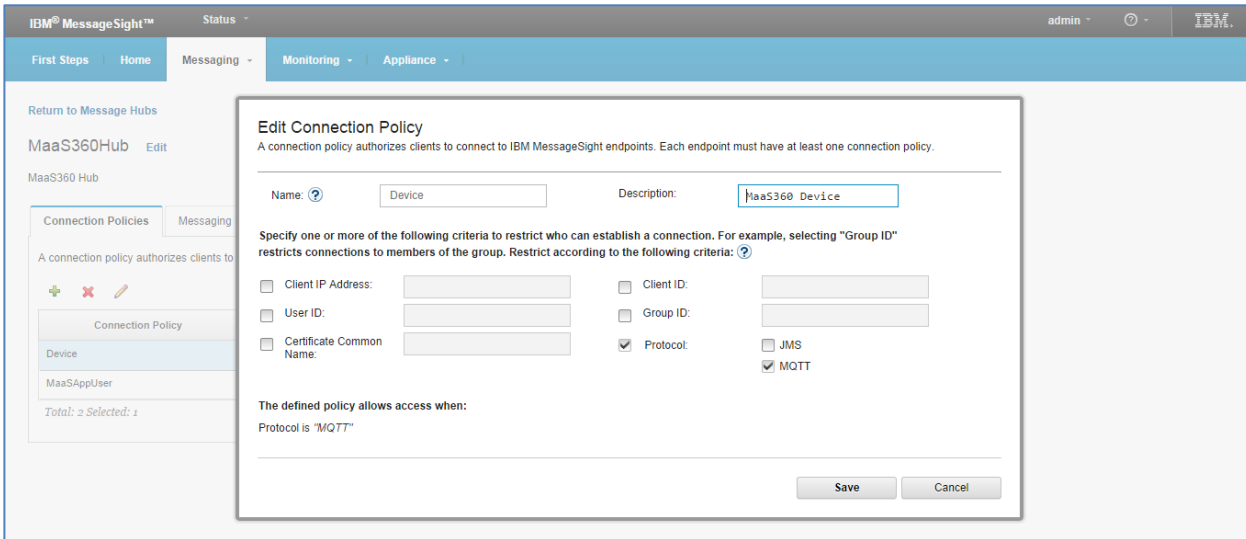 IBM® MessageSight™ Status admin IBM.
First Steps Home Messaging Monitoring Appliance
Return to Message Hubs
MaaS360Hub Edit
MaaS360 Hub
Connection Policies Messaging
A connection policy authorizes clients to
Connection Policy
Device
MaaSAppUser
Total: 2 Selected: 1
Edit Connection Policy
A connection policy authorizes clients to connect to IBM MessageSight endpoints. Each endpoint must have at least one connection policy.
Name: ? Device Description: MaaS360 Device
Specify one or more of the following criteria to restrict who can establish a connection. For example, selecting "Group ID"
restricts connections to members of the group. Restrict according to the following criteria: ?
Client IP Address: Client ID:
User ID: Group ID:
Certificate Common
Name:
Protocol: JMS
MQTT
The defined policy allows access when:
Protocol is "MQTT"
Save Cancel